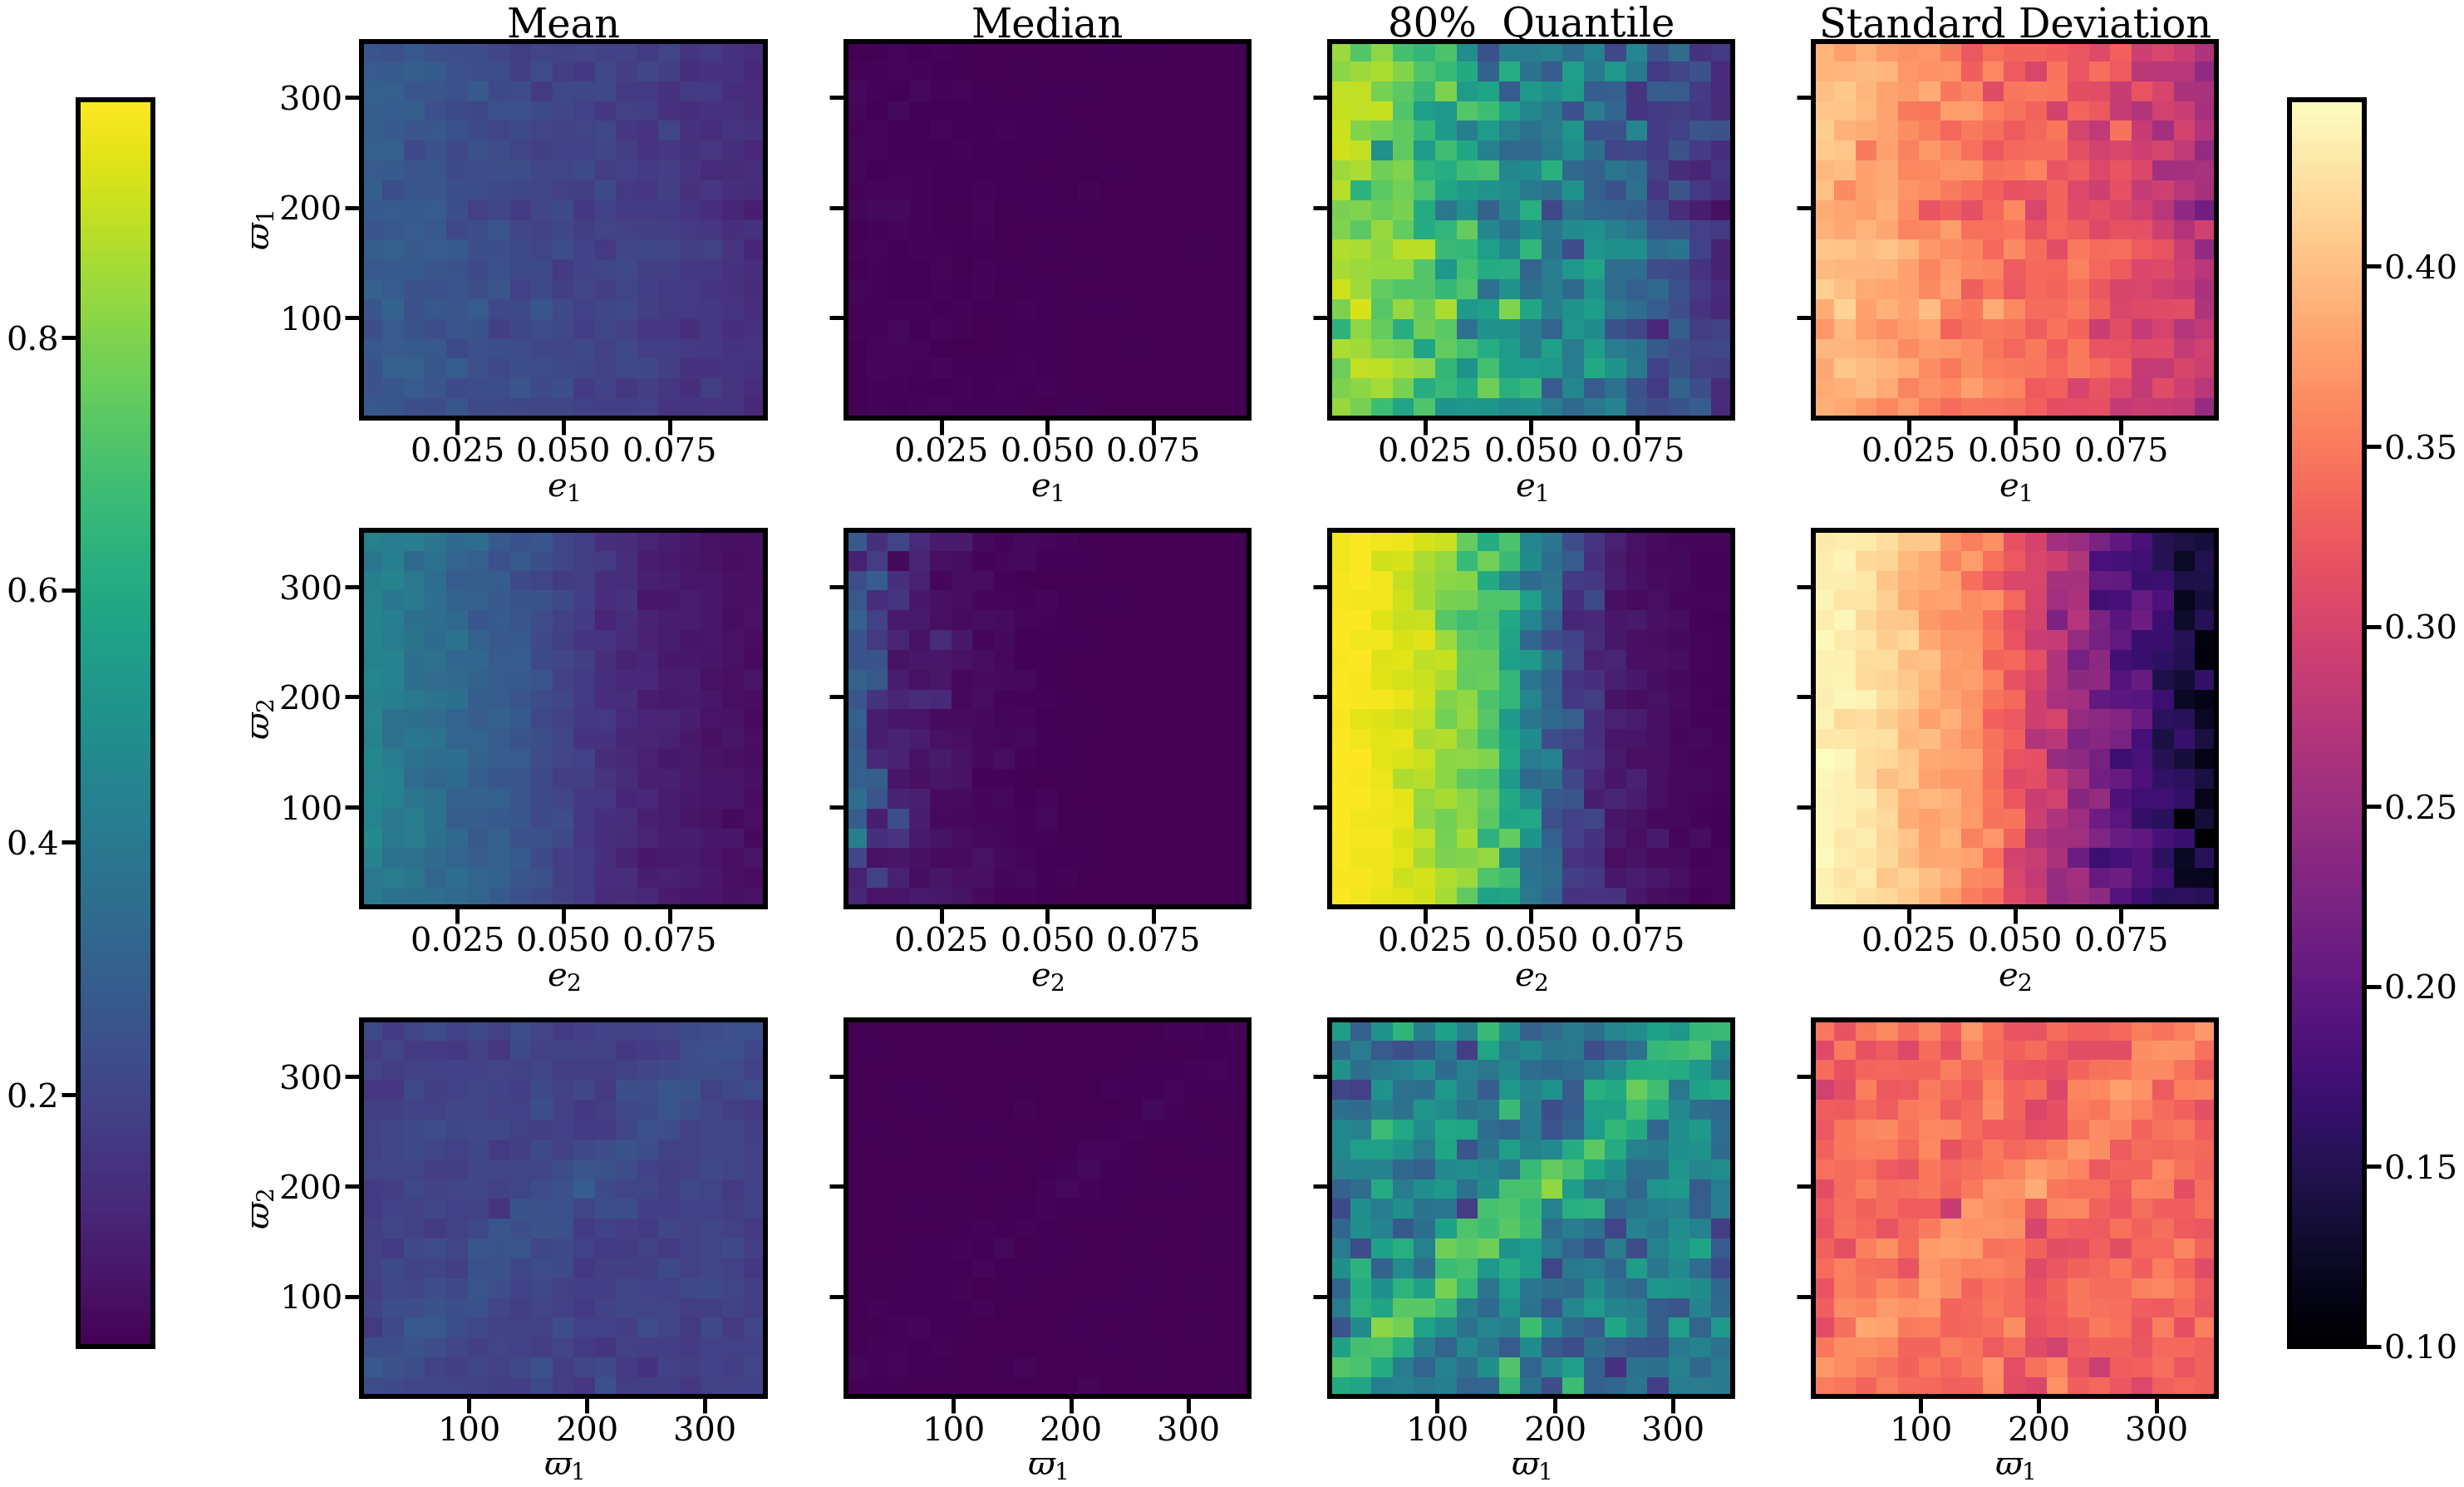 Mean Median 80% Quantile Standard Deviation
300 200 100
ϖ1
0.025 0.050 0.075 0.025 0.050 0.075 0.025 0.050 0.075 0.025 0.050 0.075
e1 e1 e1 e1
300 200 100
ϖ2
0.025 0.050 0.075 0.025 0.050 0.075 0.025 0.050 0.075 0.025 0.050 0.075
e2 e2 e2 e2
300 200 100
ϖ2
100 200 300 100 200 300 100 200 300 100 200 300
ϖ1 ϖ1 ϖ1 ϖ1
0.8
0.6
0.4
0.2
0.40
0.35
0.30
0.25
0.20
0.15
0.10